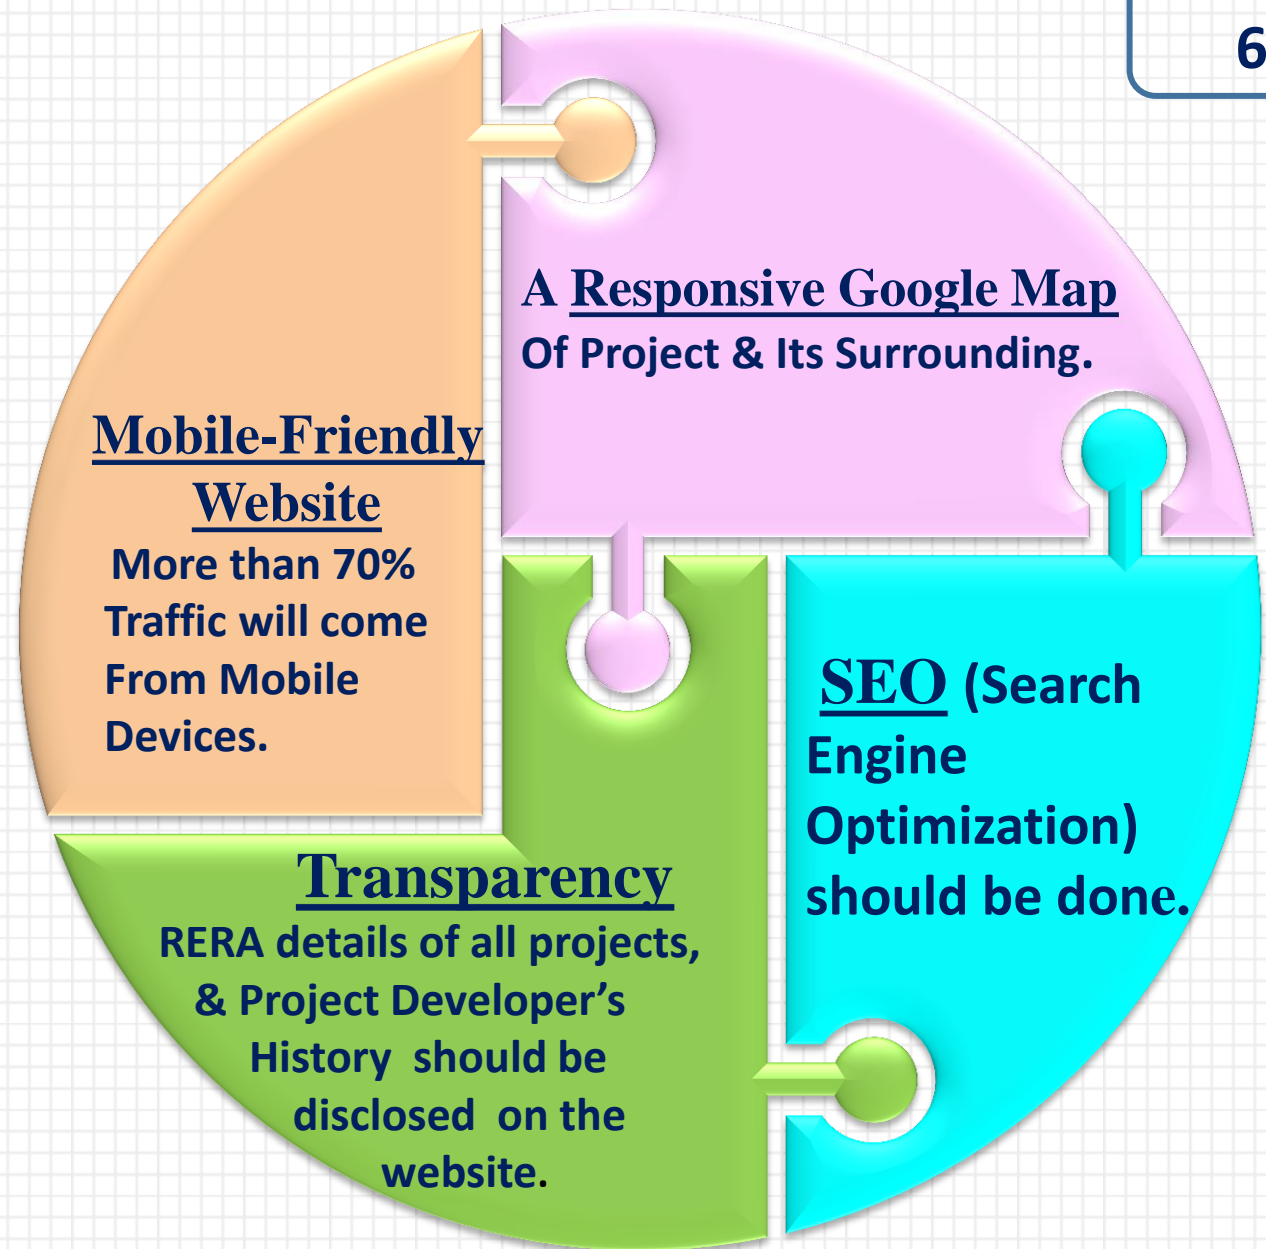 6
A Responsive Google Map
Of Project & Its Surrounding.
Mobile-Friendly
Website
More than 70%
Traffic will come
From Mobile
Devices.
SEO (Search
Engine
Optimization)
should be done.
Transparency
RERA details of all projects,
& Project Developer’s
History should be
disclosed on the
website.